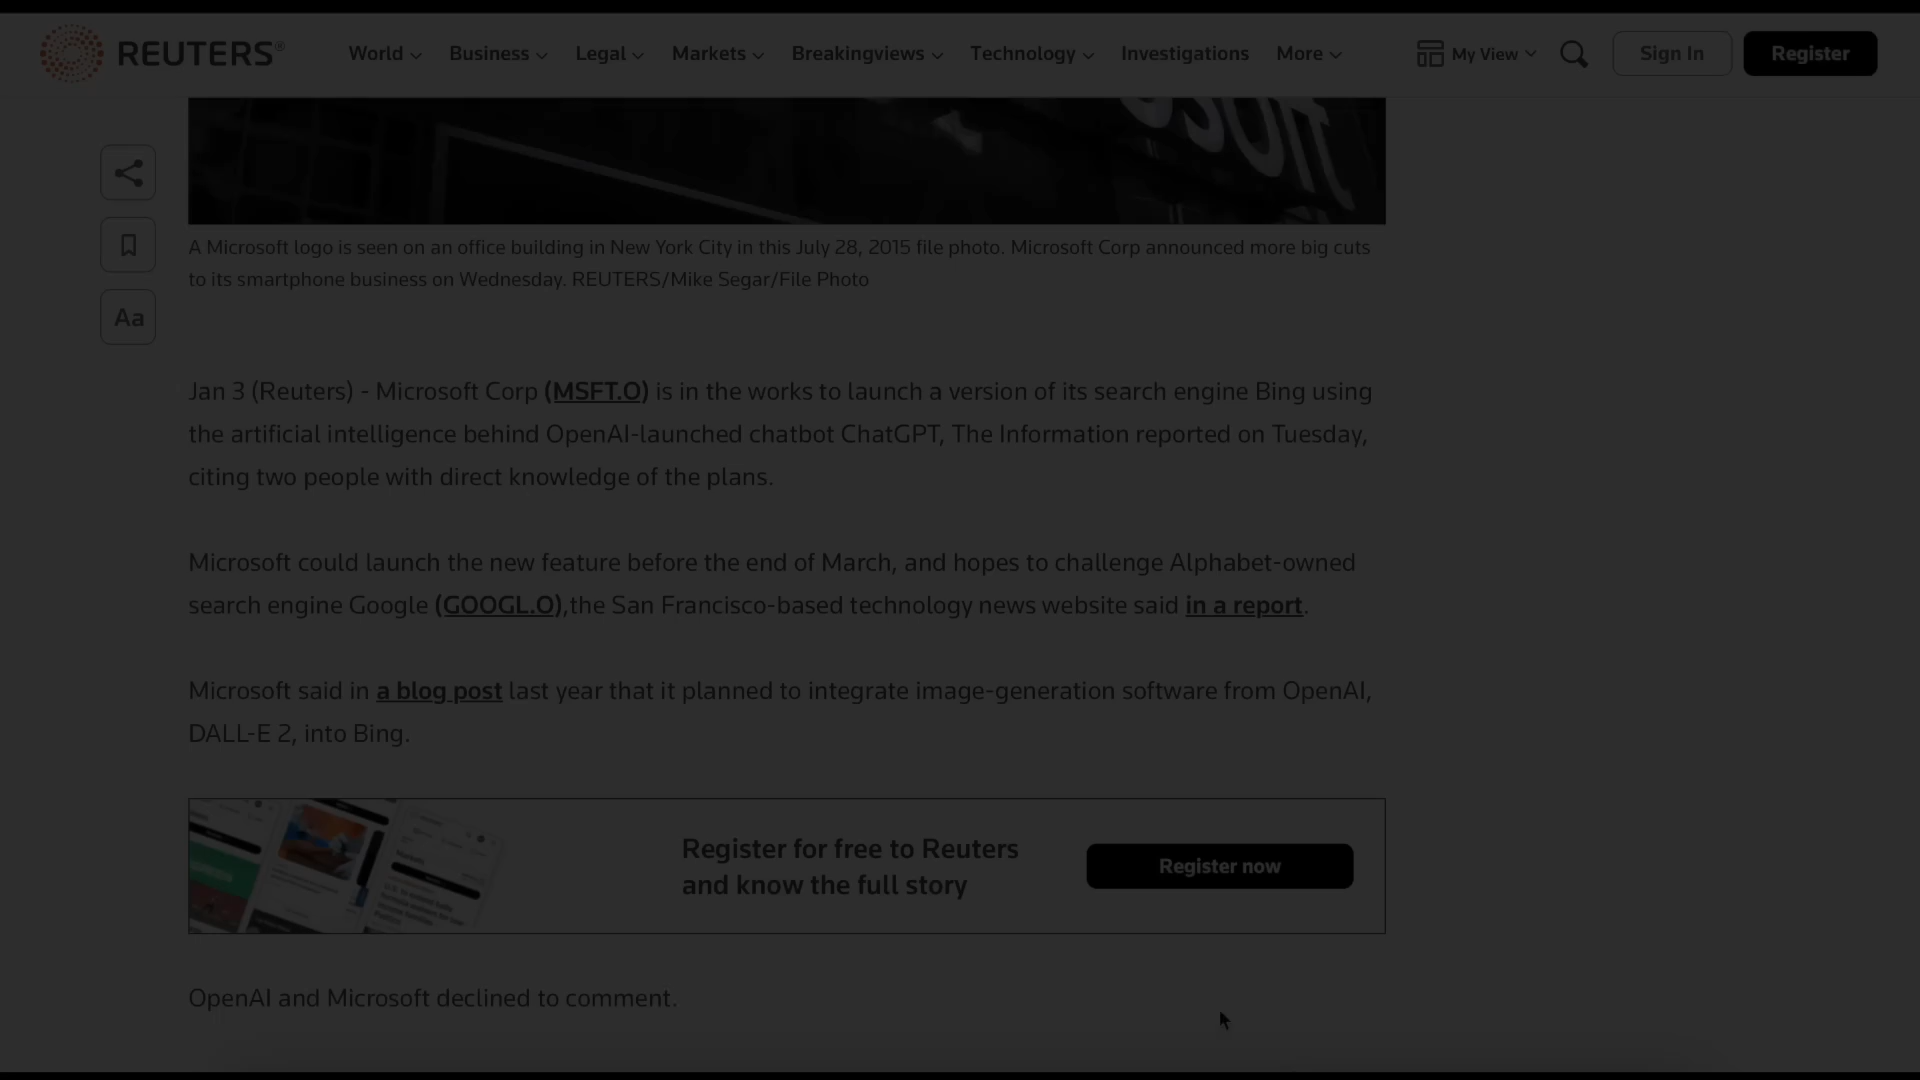 REUTERS®
World
Business
Legal
Markets
Breakingviews
Technology
Investigations
More
My View
Sign In
Register
soft
Aa
A Microsoft logo is seen on an office building in New York City in this July 28, 2015 file photo. Microsoft Corp announced more big cuts
to its smartphone business on Wednesday. REUTERS/Mike Segar/File Photo
Jan 3 (Reuters) - Microsoft Corp (MSFT.O) is in the works to launch a version of its search engine Bing using
the artificial intelligence behind OpenAI-launched chatbot ChatGPT, The Information reported on Tuesday,
citing two people with direct knowledge of the plans.
Microsoft could launch the new feature before the end of March, and hopes to challenge Alphabet-owned
search engine Google (GOOGL.O),the San Francisco-based technology news website said in a report.
Microsoft said in a blog post last year that it planned to integrate image-generation software from OpenAI,
DALL-E 2, into Bing.
Register for free to Reuters
and know the full story
Register now
OpenAI and Microsoft declined to comment.